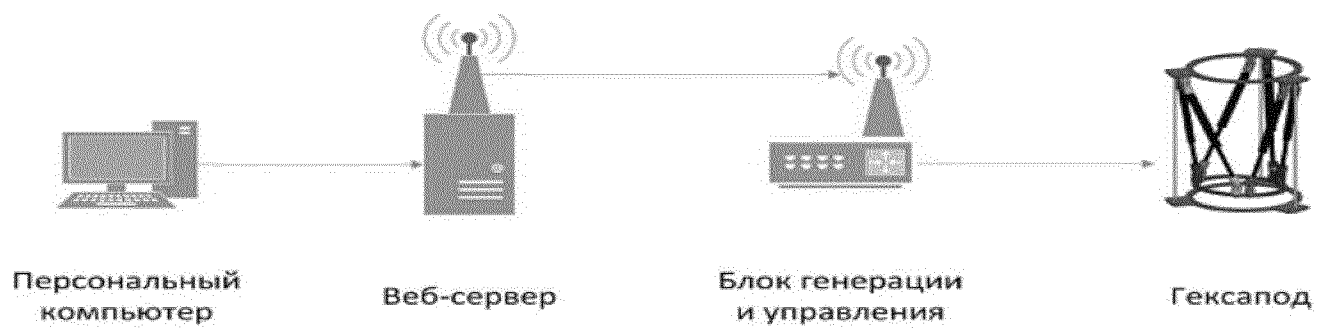 Персональный
компьютер
Веб-сервер
Блок генерации
и управления
Гексапод